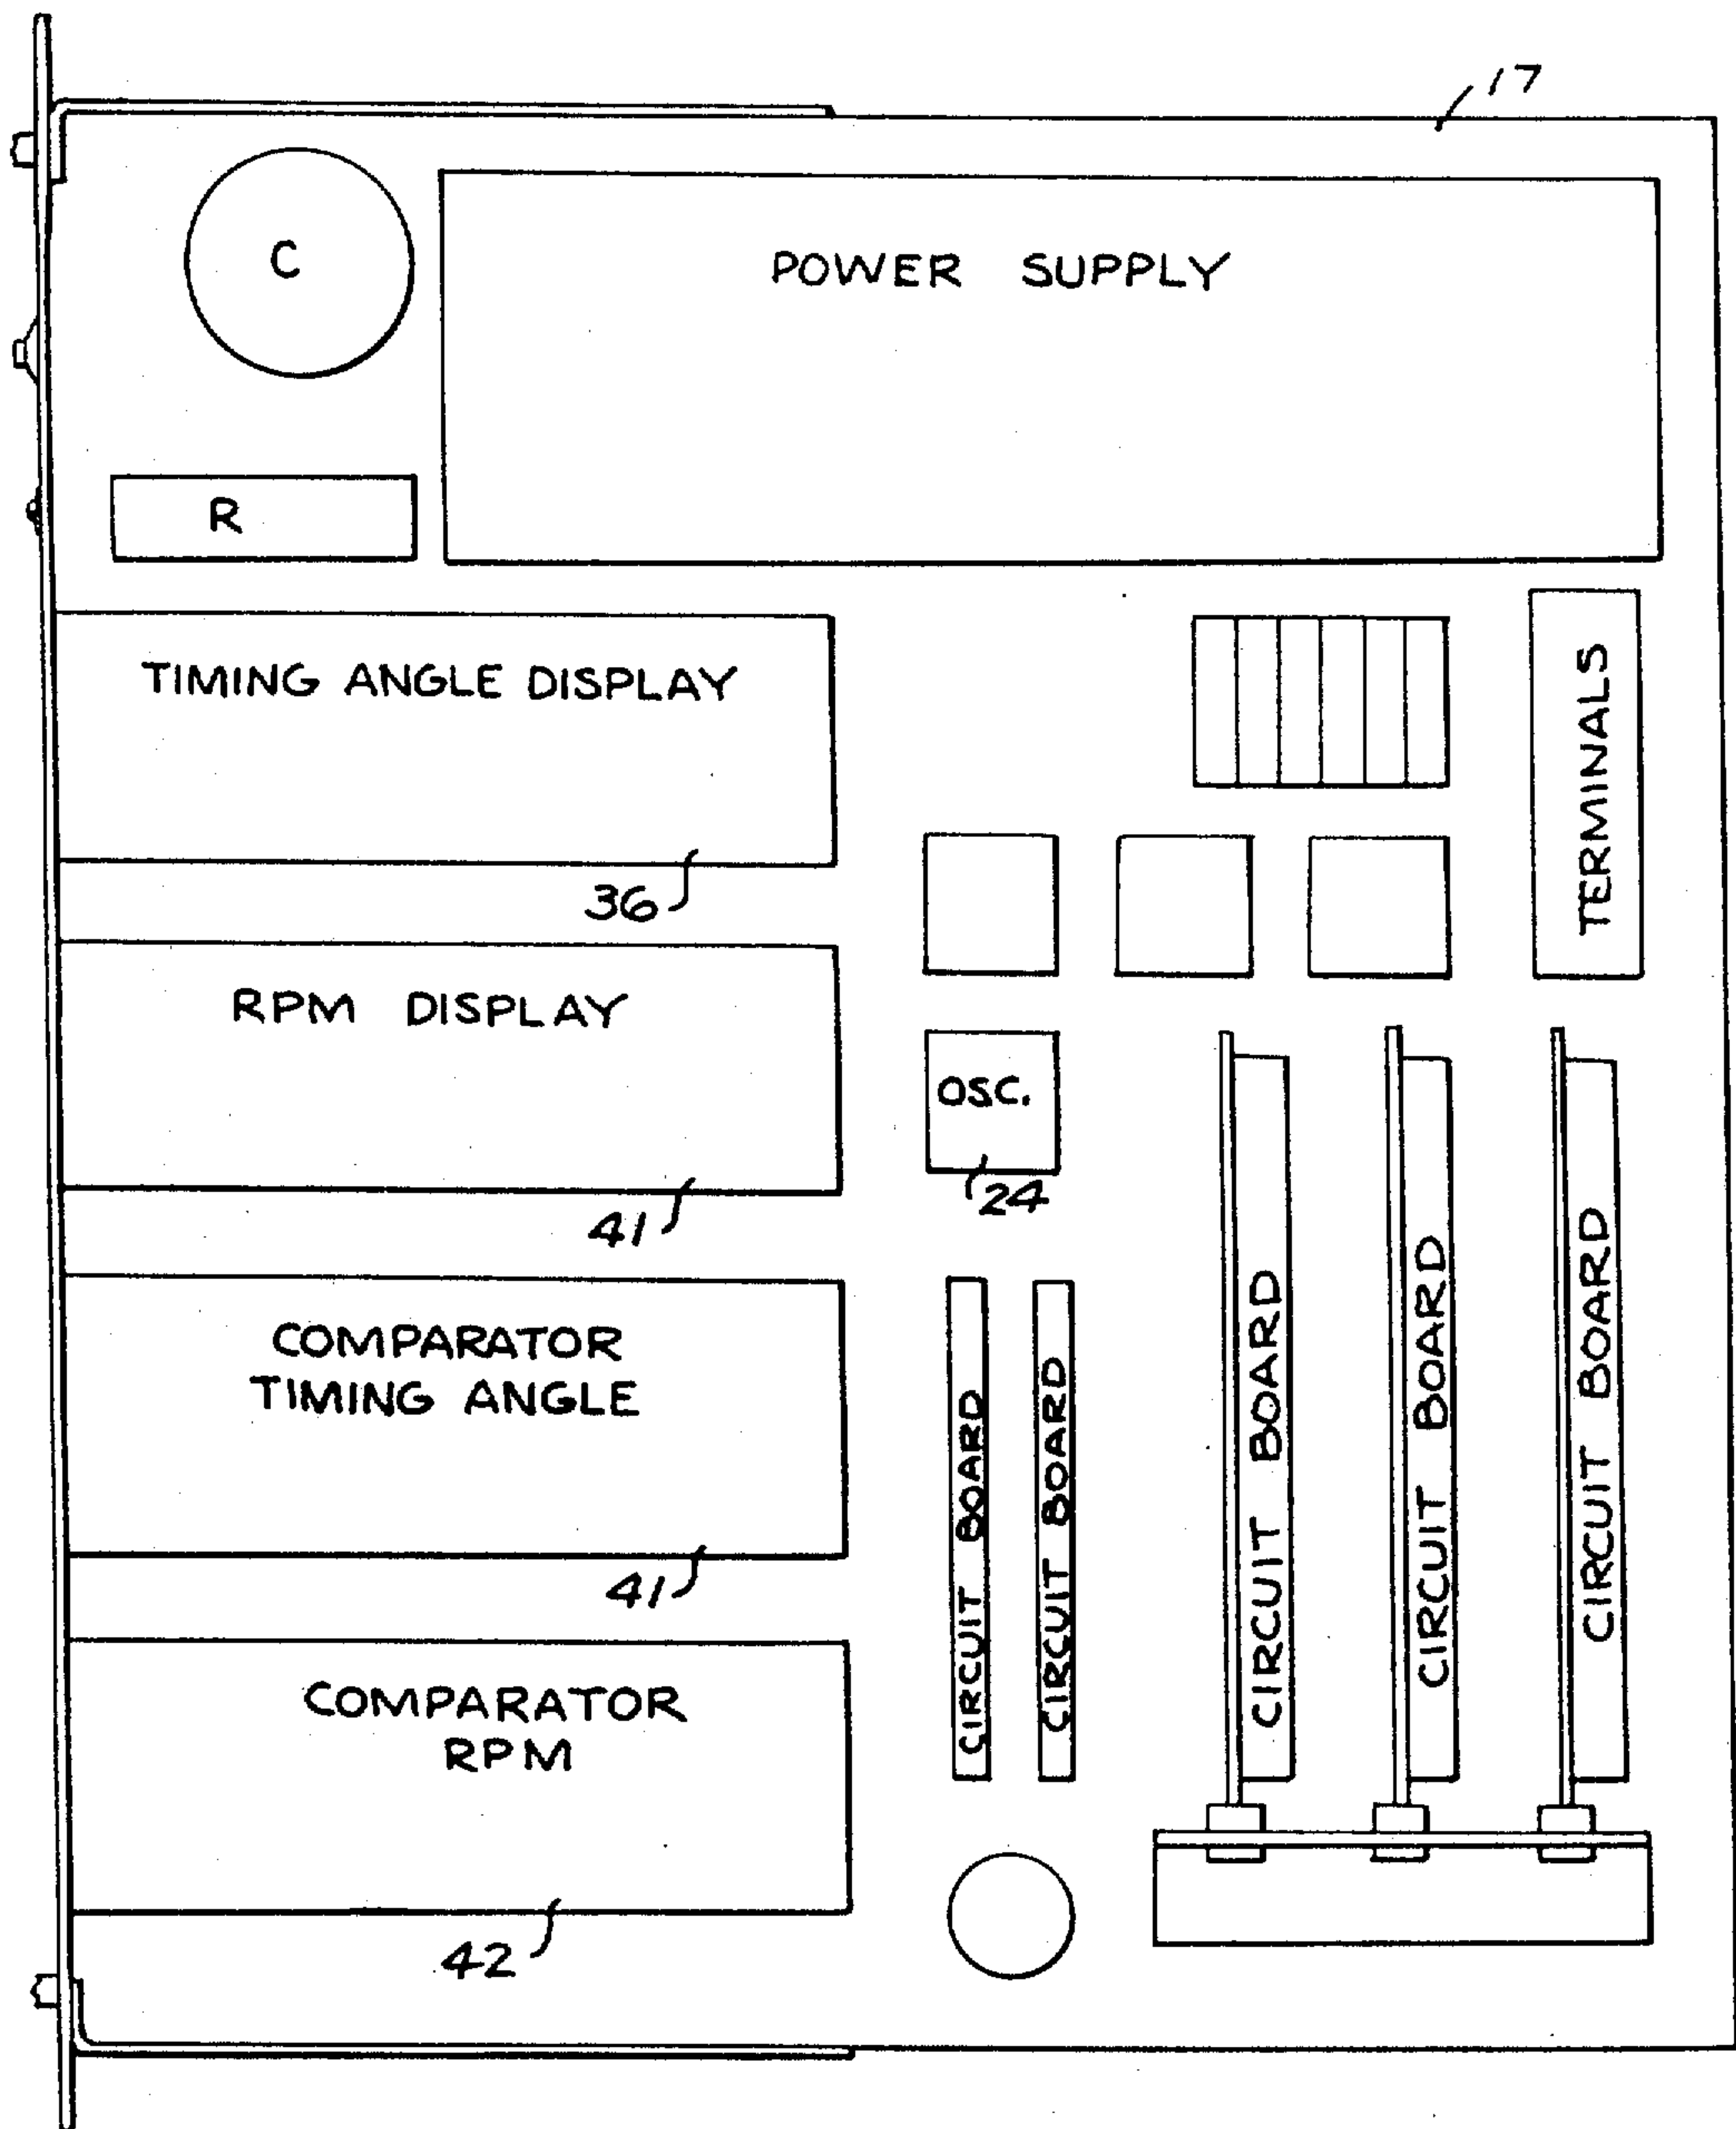 17
C
POWER SUPPLY
R
TIMING ANGLE DISPLAY
36
TERMINALS
RPM DISPLAY
41
OSC.
24
COMPARATOR
TIMING ANGLE
41
COMPARATOR
RPM
42
CIRCUIT BOARD
CIRCUIT BOARD
CIRCUIT BOARD
CIRCUIT BOARD
CIRCUIT BOARD